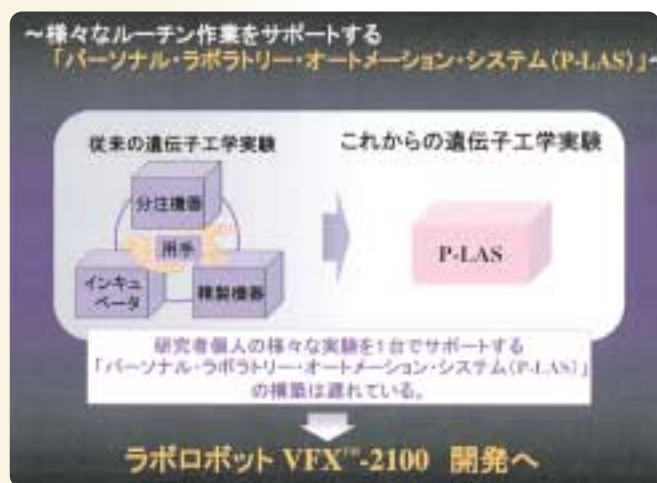 ～様々なルーチン作業をサポートする
「パーソナル・ラボラトリー・オートメーション・システム（P-LAS）」～
従来の遺伝子工学実験
これからの遺伝子工学実験
分注機器
用手
インキュ
ベータ
精製機器
P-LAS
研究者個人の様々な実験を1台でサポートする
「パーソナル・ラボラトリー・オートメーション・システム（P-LAS）」
の構築は遅れている。
ラボロボット VFX™-2100 開発へ